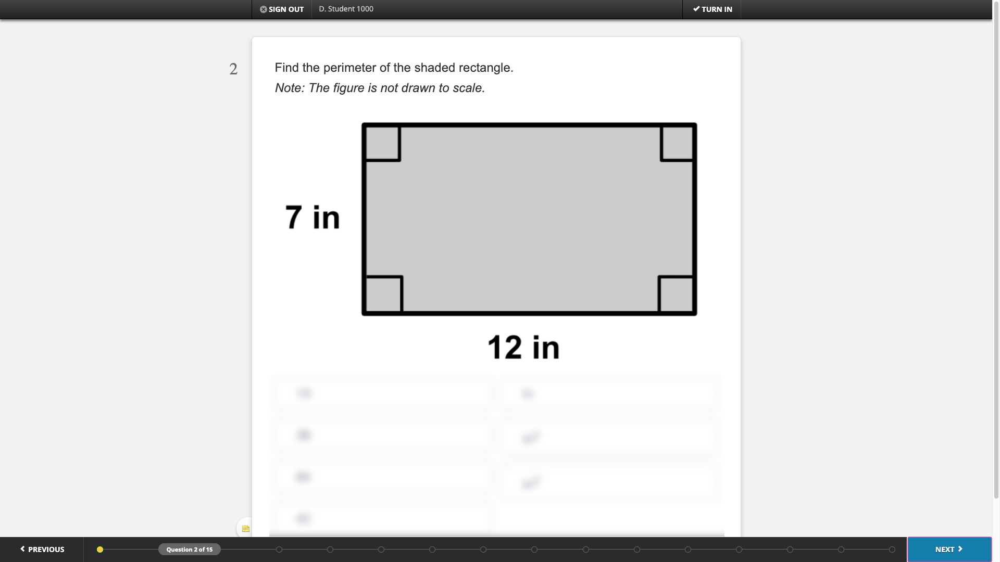 SIGN OUT
D. Student 1000
TURN IN
2
Find the perimeter of the shaded rectangle.
Note: The figure is not drawn to scale.
7 in
12 in
PREVIOUS
Question 2 of 15
NEXT